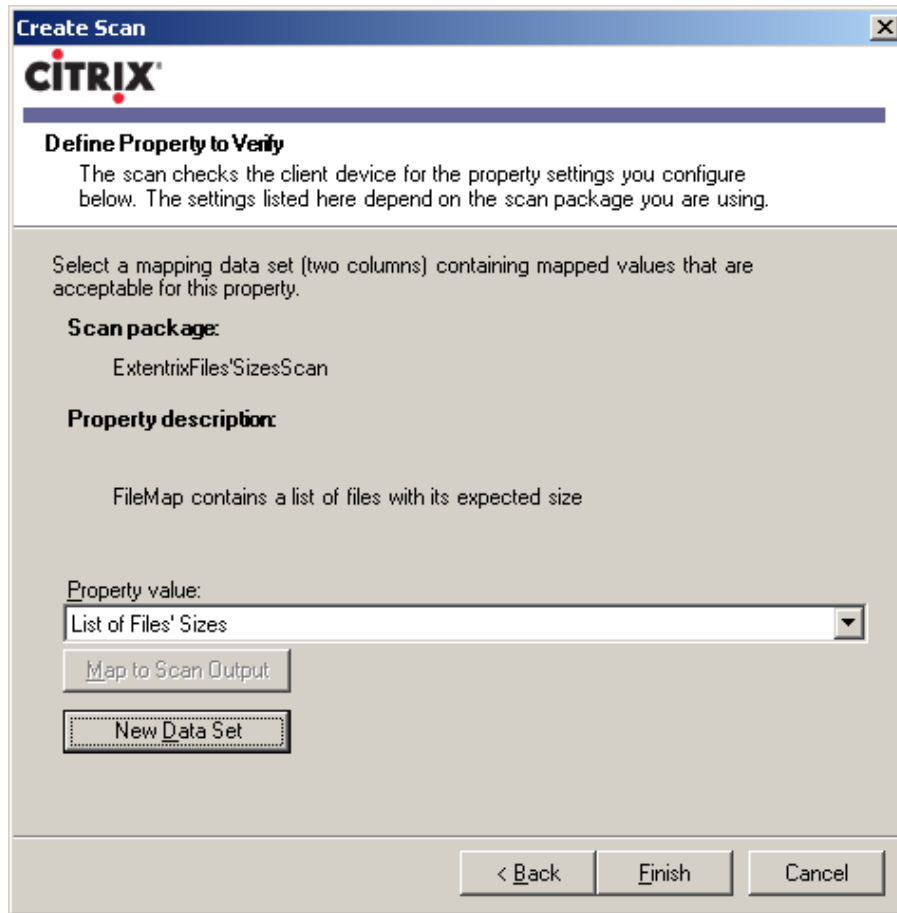 Create Scan
CiTRIX
Define Property to Verify
The scan checks the client device for the property settings you configure
below. The settings listed here depend on the scan package you are using.
Select a mapping data set (two columns) containing mapped values that are
acceptable for this property.
Scan package:
ExtentrixFiles'SizesScan
Property description:
FileMap contains a list of files with its expected size
Property value:
List of Files' Sizes
Map to Scan Output
New Data Set
< Back
Finish
Cancel